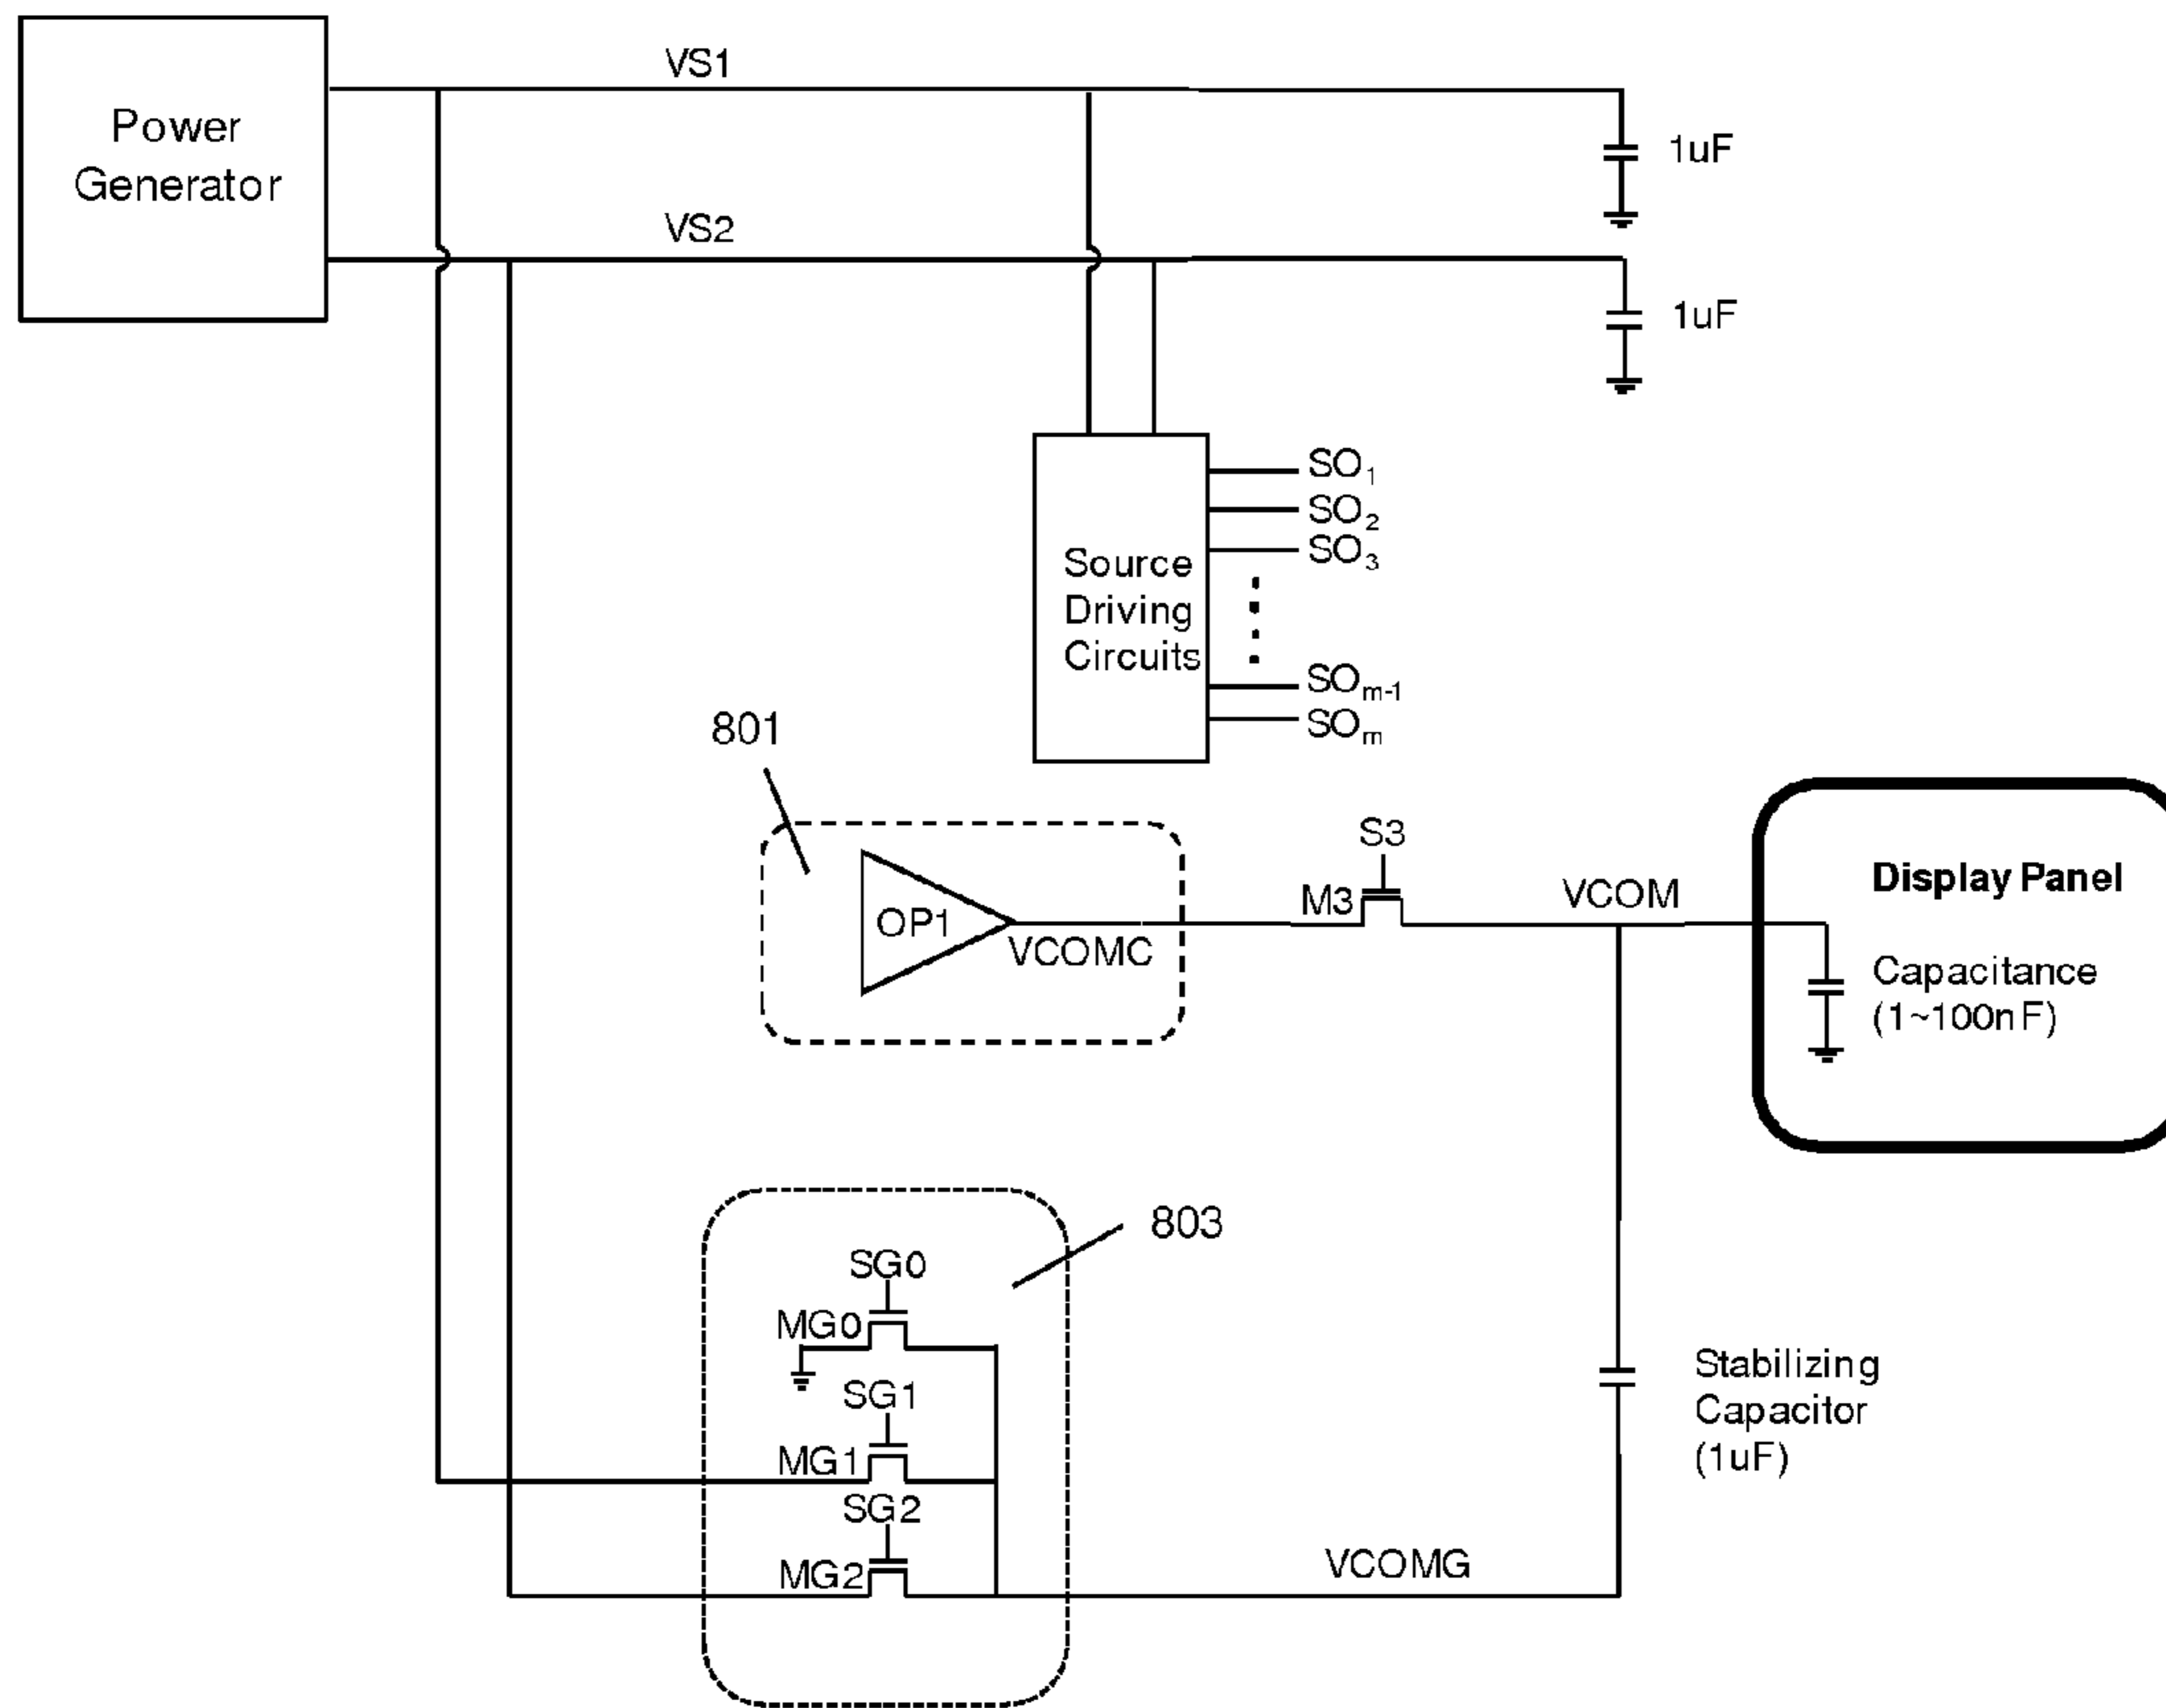 VS1
Power
Generator
1uF
VS2
1uF
SO1
SO2
SO3
Source
Driving
Circuits
SOm-1
SOm
801
S3
M3
VCOM
OP1
VCOMC
Display Panel
Capacitance
(1~100nF)
803
SG0
MG0
SG1
MG1
SG2
MG2
VCOMG
Stabilizing
Capacitor
(1uF)